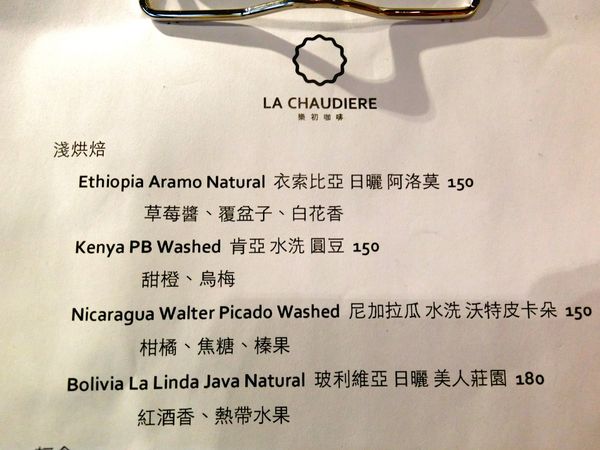 LA CHAUDIERE
樂初咖啡
淺烘焙
Ethiopia Aramo Natural 衣索比亞 日曬 阿洛莫 150
草莓醬、覆盆子、白花香
Kenya PB Washed 肯亞 水洗 圓豆 150
甜橙、烏梅
Nicaragua Walter Picado Washed 尼加拉瓜 水洗 沃特皮卡朵 150
柑橘、焦糖、榛果
Bolivia La Linda Java Natural 玻利維亞 日曬 美人莊園 180
紅酒香、熱帶水果